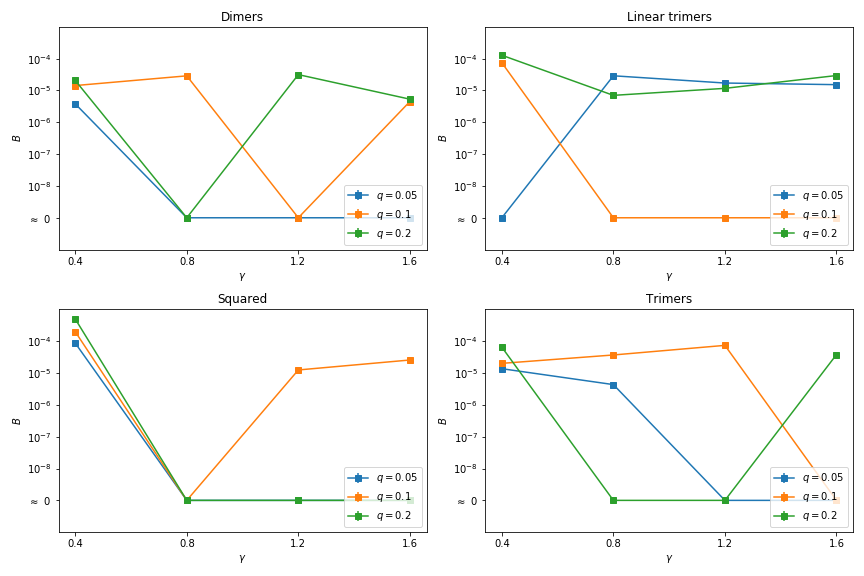 Dimers
B
10⁻⁴
10⁻⁵
10⁻⁶
10⁻⁷
10⁻⁸
≈ 0
0.4 0.8 1.2 1.6
γ
q = 0.05
q = 0.1
q = 0.2
Linear trimers
B
10⁻⁴
10⁻⁵
10⁻⁶
10⁻⁷
10⁻⁸
≈ 0
0.4 0.8 1.2 1.6
γ
q = 0.05
q = 0.1
q = 0.2
Squared
B
10⁻⁴
10⁻⁵
10⁻⁶
10⁻⁷
10⁻⁸
≈ 0
0.4 0.8 1.2 1.6
γ
q = 0.05
q = 0.1
q = 0.2
Trimers
B
10⁻⁴
10⁻⁵
10⁻⁶
10⁻⁷
10⁻⁸
≈ 0
0.4 0.8 1.2 1.6
γ
q = 0.05
q = 0.1
q = 0.2